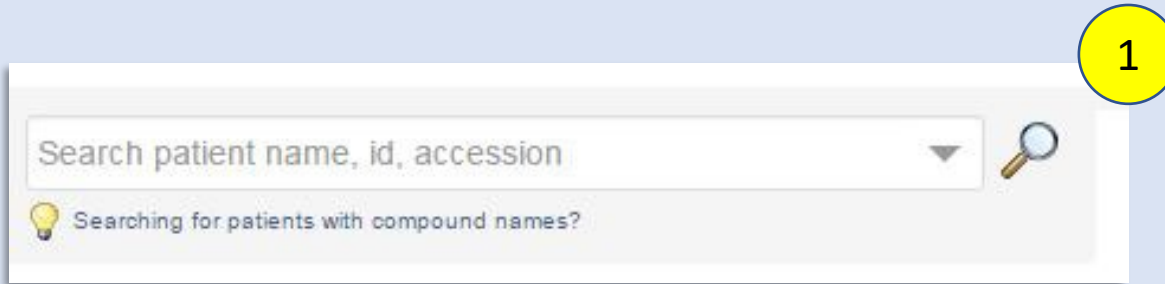 1
Search patient name, id, accession
Searching for patients with compound names?